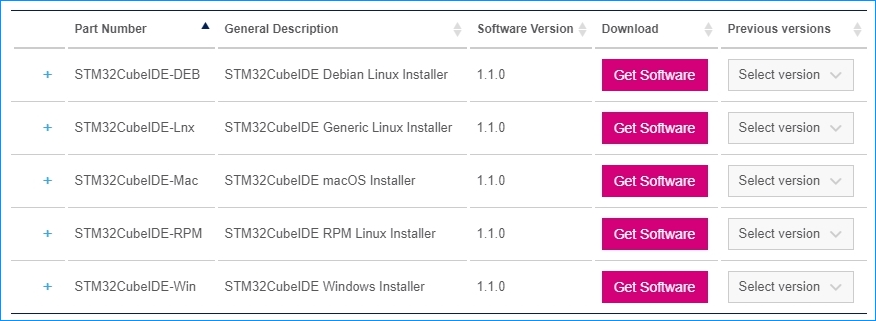 Part Number General Description Software Version Download Previous versions
+ STM32CubeIDE-DEB STM32CubeIDE Debian Linux Installer 1.1.0 Get Software Select version
+ STM32CubeIDE-Lnx STM32CubeIDE Generic Linux Installer 1.1.0 Get Software Select version
+ STM32CubeIDE-Mac STM32CubeIDE macOS Installer 1.1.0 Get Software Select version
+ STM32CubeIDE-RPM STM32CubeIDE RPM Linux Installer 1.1.0 Get Software Select version
+ STM32CubeIDE-Win STM32CubeIDE Windows Installer 1.1.0 Get Software Select version